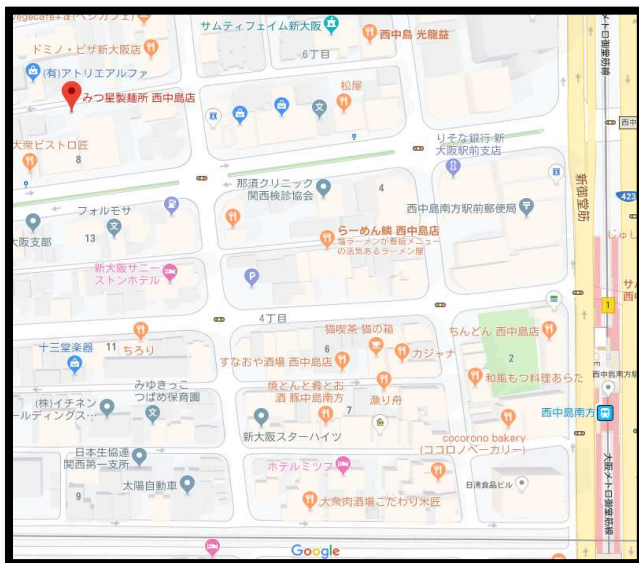 vegecafe+α(ベジカフェ)
サムティフェイム新大阪
西中島 光龍益
6丁目
ドミノ・ピザ新大阪店
(有)アトリエアルファ
松屋
みつ星製麺所 西中島店
大衆ビストロ匠
8
りそな銀行 新
大阪駅前支店
那須クリニック
関西検診協会
4
西中島南方駅前郵便局
新御堂筋
423
フォルモサ
大阪支部
13
らーめん鱗 西中島店
塩ラーメンが看板メニュー
の活気あるラーメン屋
新大阪サニー
ストンホテル
P
4丁目
1
十三堂楽器
11
ちろり
猫喫茶 猫の箱
6
カジャナ
すなおや酒場 西中島店
ちんどん 西中島店
2
和風もつ料理あらた
みゆきっこ
つばめ保育園
(株)イチネン
ールディングス…
焼とんと肴とお
酒 豚中島南方
漁り舟
7
新大阪スターハイツ
西中島南方
cocorono bakery
(ココロノベーカリー)
日本生協連
関西第一支所
太陽自動車
9
ホテルミツフ
大衆肉酒場こだわり米匠
日清食品ビル
大阪メトロ御堂筋線
Google